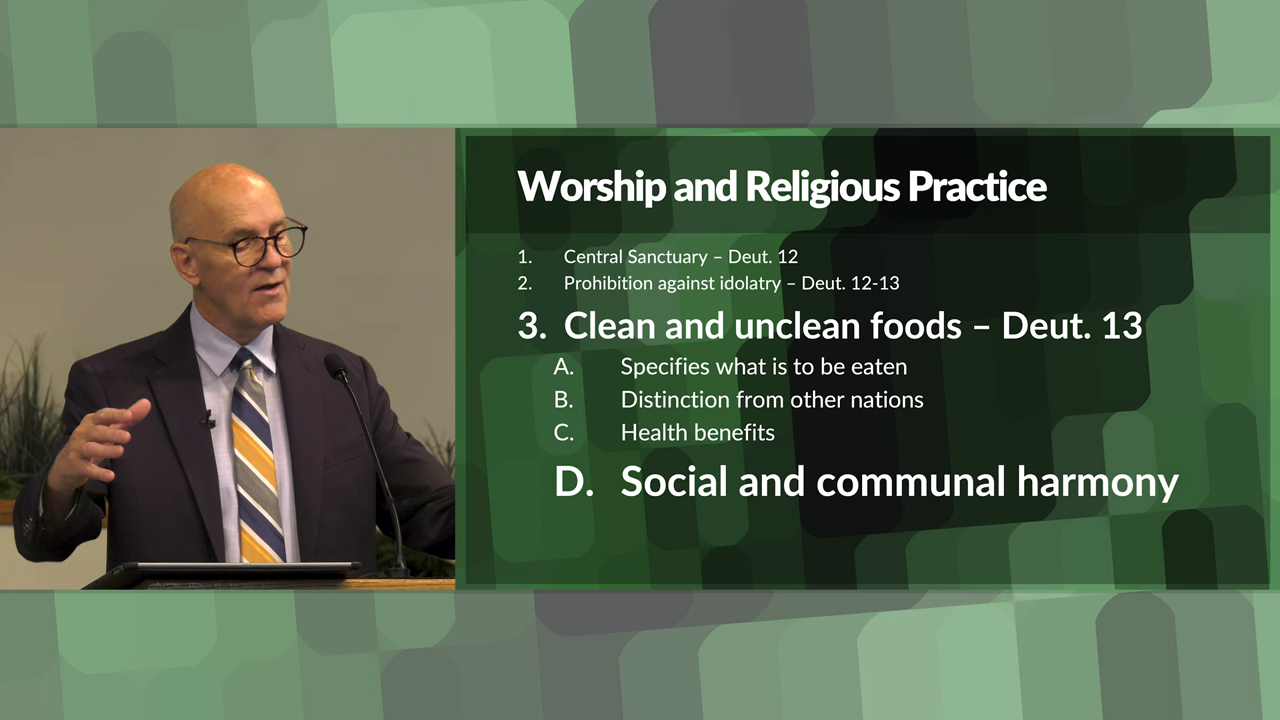 Worship and Religious Practice
1. Central Sanctuary – Deut. 12
2. Prohibition against idolatry – Deut. 12-13
3. Clean and unclean foods – Deut. 13
A. Specifies what is to be eaten
B. Distinction from other nations
C. Health benefits
D. Social and communal harmony